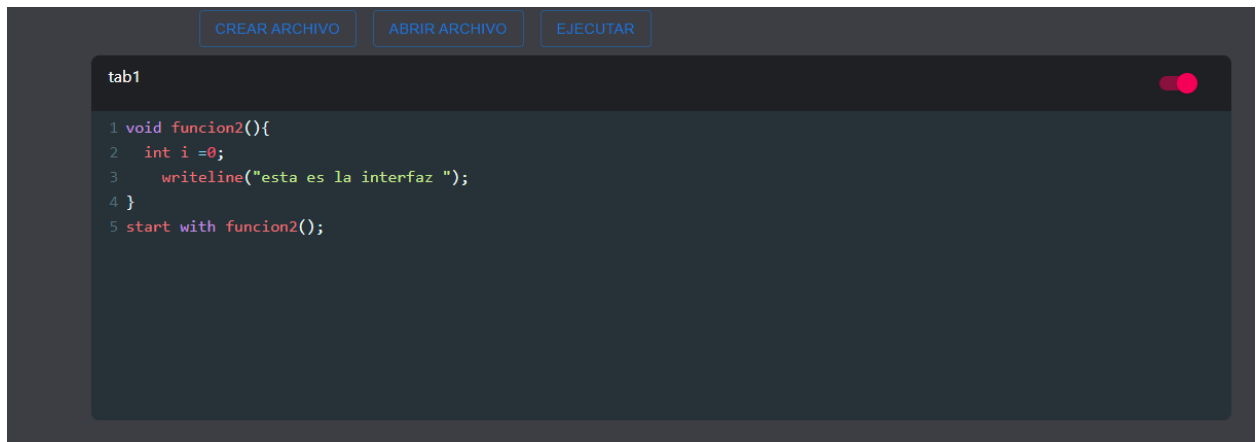 CREAR ARCHIVO ABRIR ARCHIVO EJECUTAR
tab1
1 void funcion2(){
2   int i =0;
3     writeline("esta es la interfaz ");
4 }
5 start with funcion2();